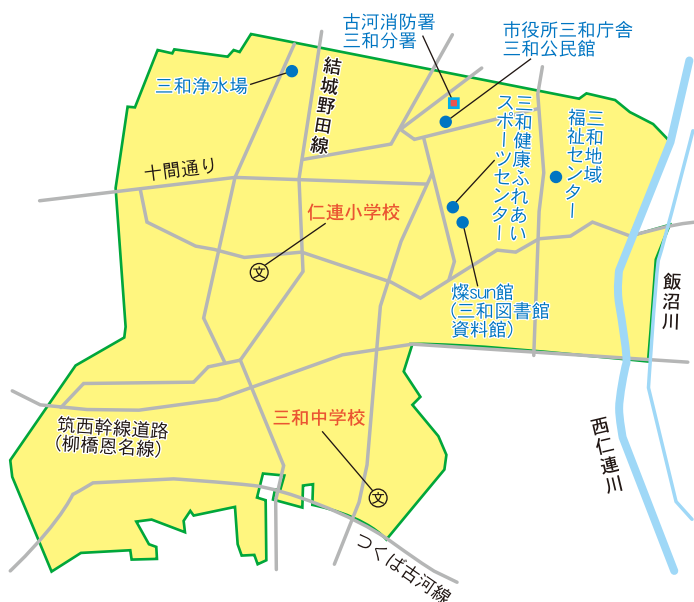 古河消防署
三和分署
市役所三和庁舎
三和公民館
三和浄水場
結城野田線
三和健康ふれあい
スポーツセンター
三和地域
福祉センター
十間通り
仁連小学校
文
燦sun館
(三和図書館
資料館)
飯沼川
三和中学校
文
筑西幹線道路
(柳橋恩名線)
西仁連川
つくば古河線